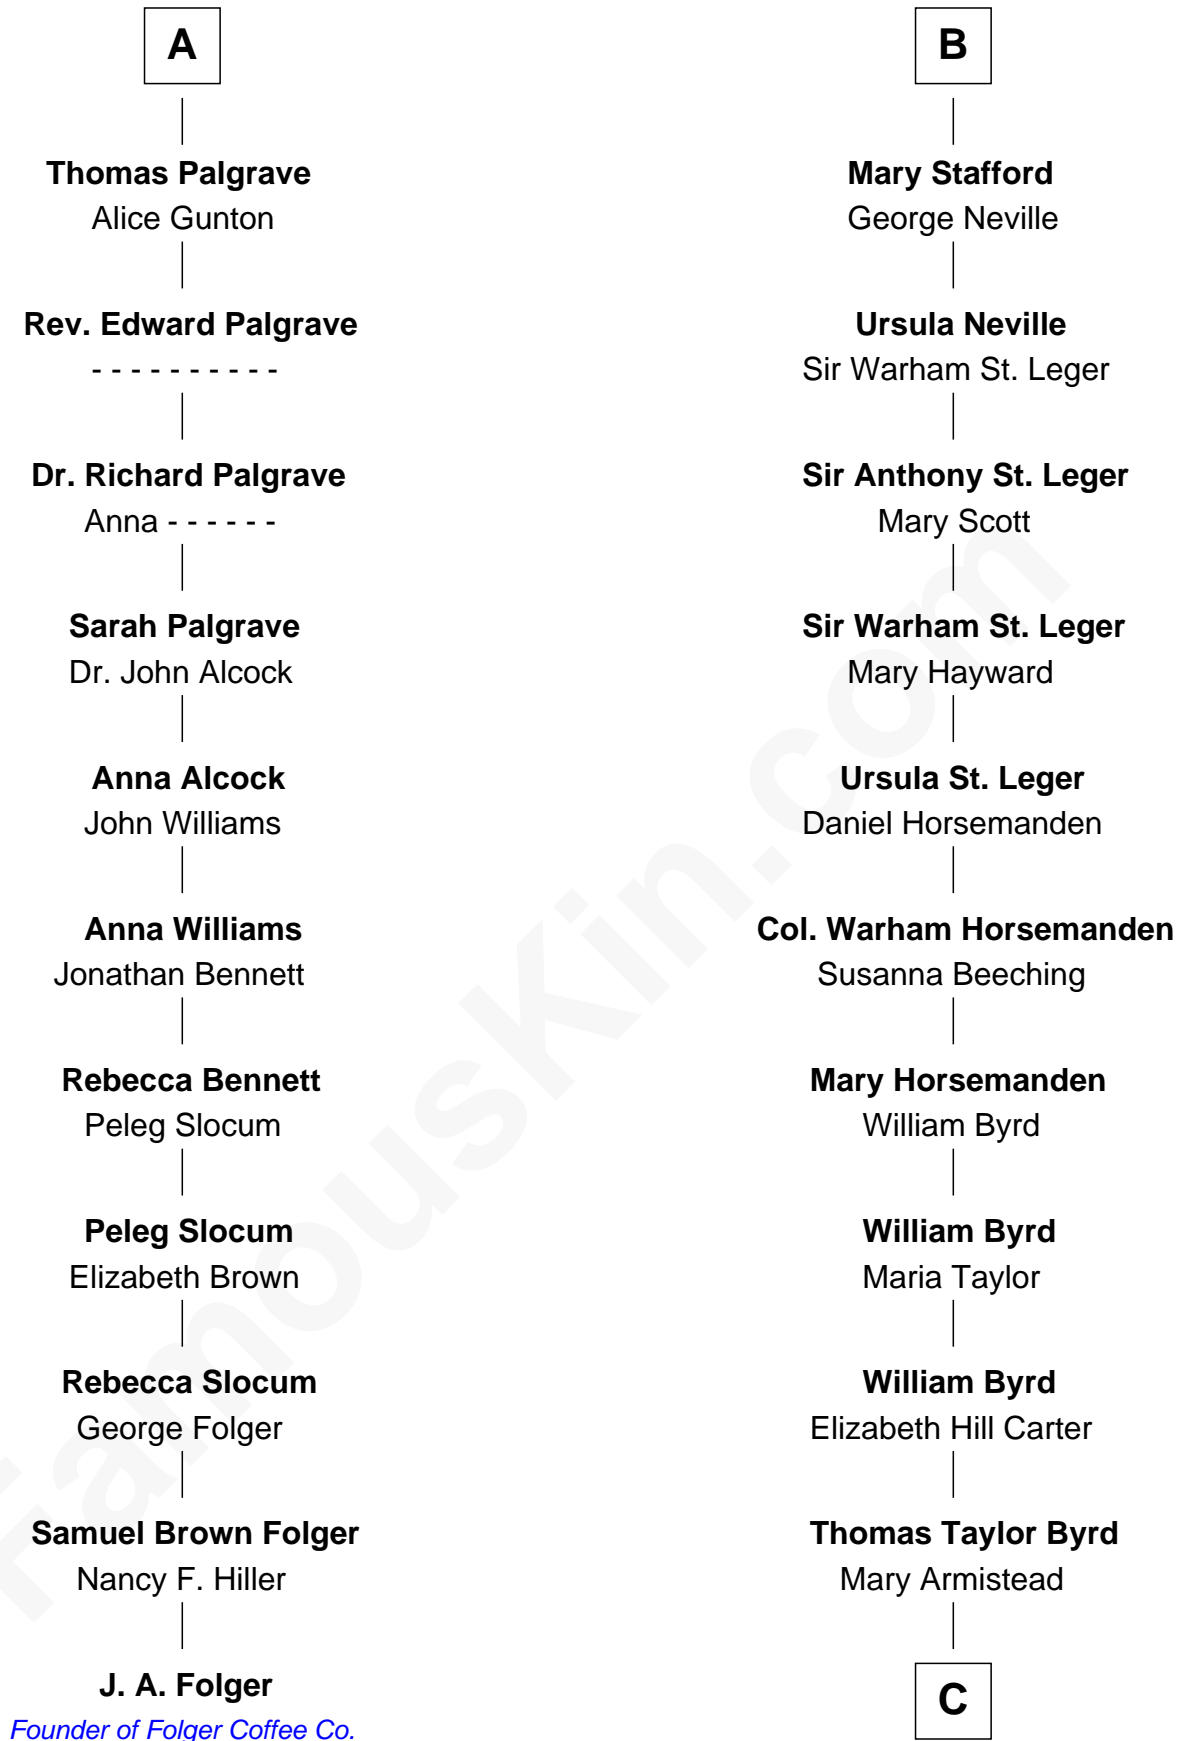 A
Thomas Palgrave
Alice Gunton
Rev. Edward Palgrave
- - - - - - - - - -
Dr. Richard Palgrave
Anna - - - - - -
Sarah Palgrave
Dr. John Alcock
Anna Alcock
John Williams
Anna Williams
Jonathan Bennett
Rebecca Bennett
Peleg Slocum
Peleg Slocum
Elizabeth Brown
Rebecca Slocum
George Folger
Samuel Brown Folger
Nancy F. Hiller
J. A. Folger
Founder of Folger Coffee Co.
B
Mary Stafford
George Neville
Ursula Neville
Sir Warham St. Leger
Sir Anthony St. Leger
Mary Scott
Sir Warham St. Leger
Mary Hayward
Ursula St. Leger
Daniel Horsemanden
Col. Warham Horsemanden
Susanna Beeching
Mary Horsemanden
William Byrd
William Byrd
Maria Taylor
William Byrd
Elizabeth Hill Carter
Thomas Taylor Byrd
Mary Armistead
C
FamousKin.com